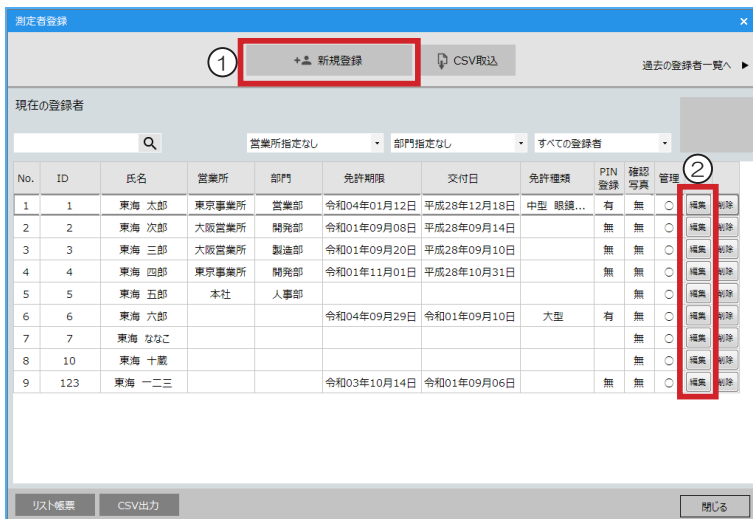 測定者登録 ×
① +新規登録 CSV取込 過去の登録者一覧へ ▶
現在の登録者
営業所指定なし 部門指定なし すべての登録者
②
No. ID 氏名 営業所 部門 免許期限 交付日 免許種類 PIN登録 確認写真 管理
1 1 東海 太郎 東京事業所 営業部 令和04年01月12日 平成28年12月18日 中型 眼鏡... 有 無 ○ 編集 削除
2 2 東海 次郎 大阪営業所 開発部 令和01年09月08日 平成28年09月14日 無 無 ○ 編集 削除
3 3 東海 三郎 大阪営業所 製造部 令和01年09月20日 平成28年09月10日 無 無 ○ 編集 削除
4 4 東海 四郎 東京事業所 開発部 令和01年11月01日 平成28年10月31日 無 無 ○ 編集 削除
5 5 東海 五郎 本社 人事部 無 ○ 編集 削除
6 6 東海 六郎 令和04年09月29日 令和01年09月10日 大型 有 無 ○ 編集 削除
7 7 東海 ななこ 無 ○ 編集 削除
8 10 東海 十蔵 無 ○ 編集 削除
9 123 東海 一二三 令和03年10月14日 令和01年09月06日 無 無 ○ 編集 削除
リスト帳票 CSV出力 閉じる